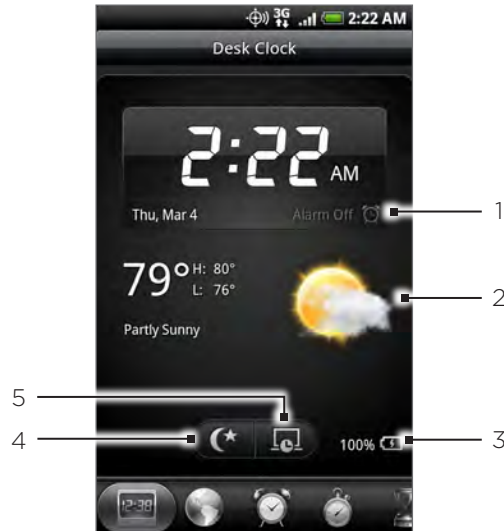 3G 2:22 AM
Desk Clock
2:22 AM
Thu, Mar 4 Alarm Off
1
79° H: 80°
L: 76°
2
Partly Sunny
5
4
100%
3
12:38